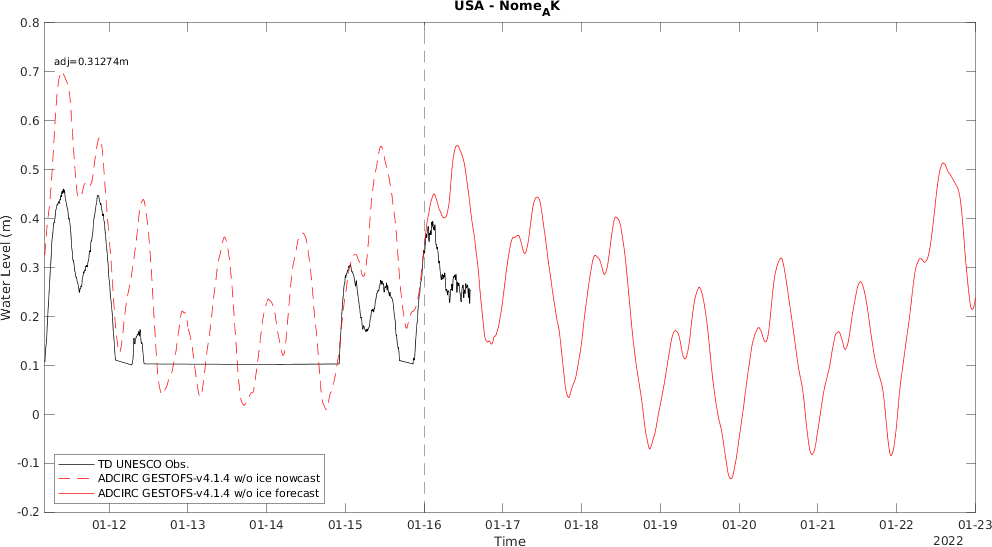 USA - Nome_AK
0.8
0.7
0.6
0.5
0.4
0.3
0.2
0.1
0
-0.1
-0.2
Water Level (m)
adj=0.31274m
TD UNESCO Obs.
ADCIRC GESTOFS-v4.1.4 w/o ice nowcast
ADCIRC GESTOFS-v4.1.4 w/o ice forecast
01-12 01-13 01-14 01-15 01-16 01-17 01-18 01-19 01-20 01-21 01-22 01-23
Time
2022